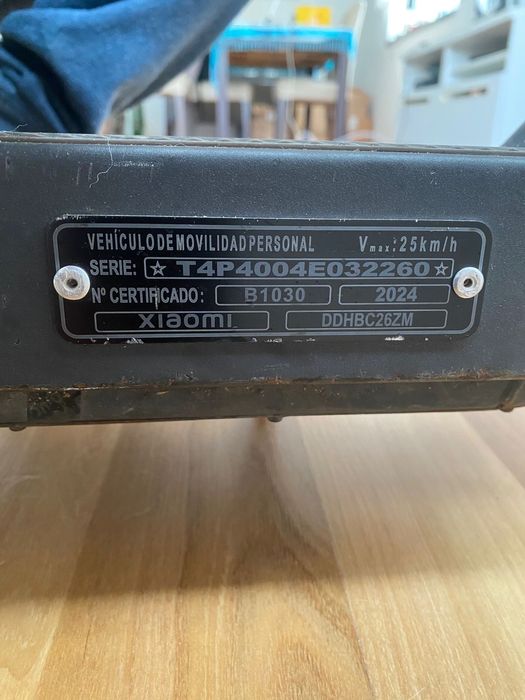 VEHÍCULO DE MOVILIDAD PERSONAL Vmax: 25km/h
SERIE: ☆ T4P4004E032260 ☆
Nº CERTIFICADO: B1030 2024
xiaomi DDHBC26ZM